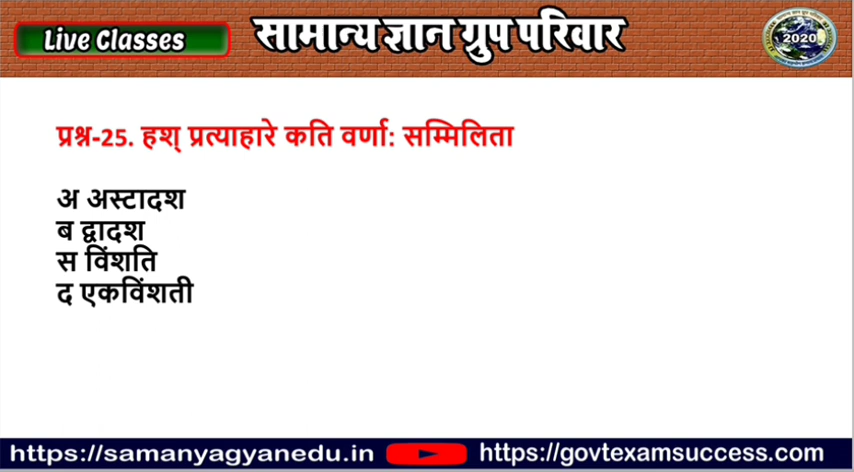 Live Classes
सामान्य ज्ञान ग्रुप परिवार
2020
प्रश्न-25. हश् प्रत्याहारे कति वर्णा: सम्मिलिता
अ अस्टादश
ब द्वादश
स विंशति
द एकविंशती
https://samanyagyanedu.in
https://govtexamsuccess.com